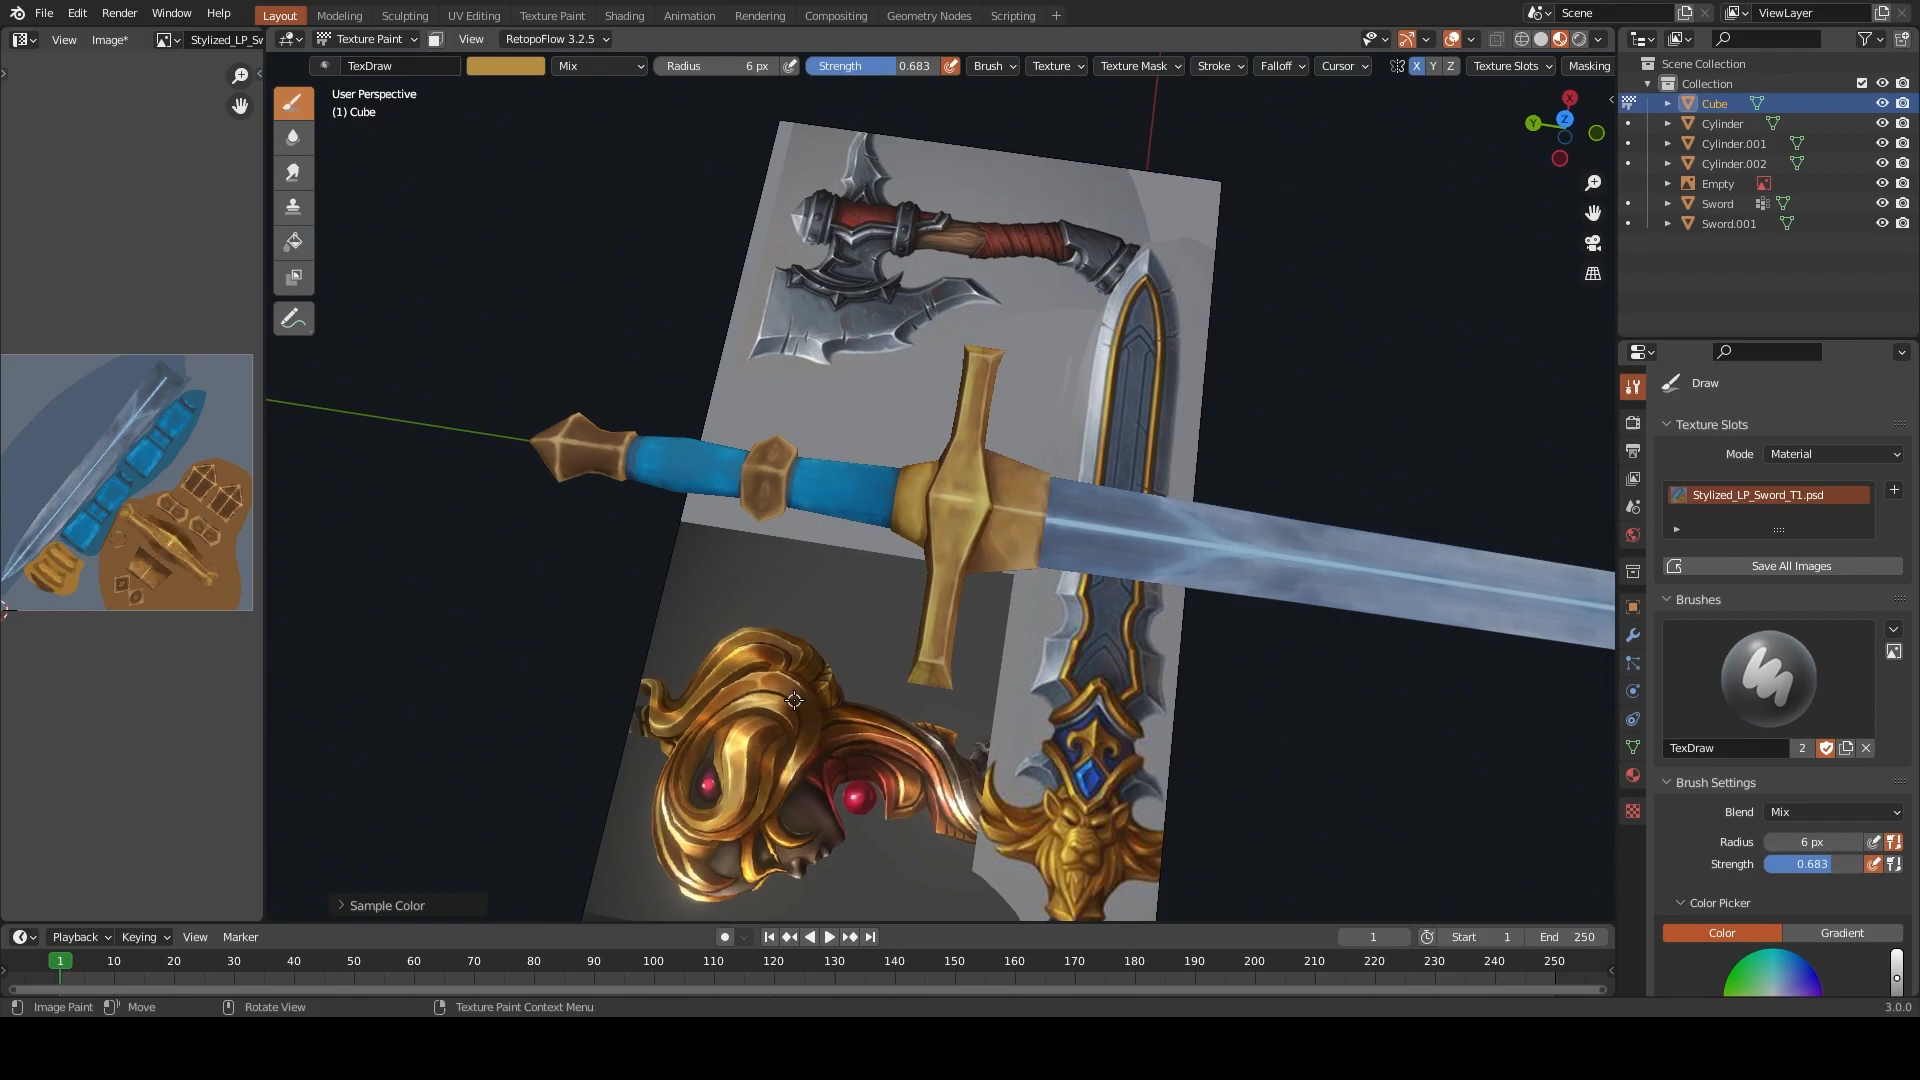 File Edit Render Window Help Layout Modeling Sculpting UV Editing Texture Paint Shading Animation Rendering Compositing Geometry Nodes Scripting + Scene ViewLayer
View Image* Stylized_LP_Sw Texture Paint View RetopoFlow 3.2.5
TexDraw Mix Radius 6 px Strength 0.683 Brush Texture Texture Mask Stroke Falloff Cursor X Y Z Texture Slots Masking
User Perspective
(1) Cube
X
Y
Z
Scene Collection
Collection
Cube
Cylinder
Cylinder.001
Cylinder.002
Empty
Sword
Sword.001
Draw
Texture Slots
Mode Material
Stylized_LP_Sword_T1.psd
Save All Images
Brushes
TexDraw 2
Brush Settings
Blend Mix
Radius 6 px
Strength 0.683
Color Picker
Color Gradient
Sample Color
Playback Keying View Marker 1 Start 1 End 250
1 10 20 30 40 50 60 70 80 90 100 110 120 130 140 150 160 170 180 190 200 210 220 230 240 250
Image Paint Move Rotate View Texture Paint Context Menu 3.0.0